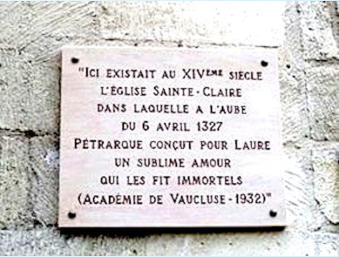 "ICI EXISTAIT AU XIVÈME SIÈCLE
L'ÉGLISE SAINTE-CLAIRE
DANS LAQUELLE A L'AUBE
DU 6 AVRIL 1327
PÉTRARQUE CONÇUT POUR LAURE
UN SUBLIME AMOUR
QUI LES FIT IMMORTELS
(ACADÉMIE DE VAUCLUSE-1932)"